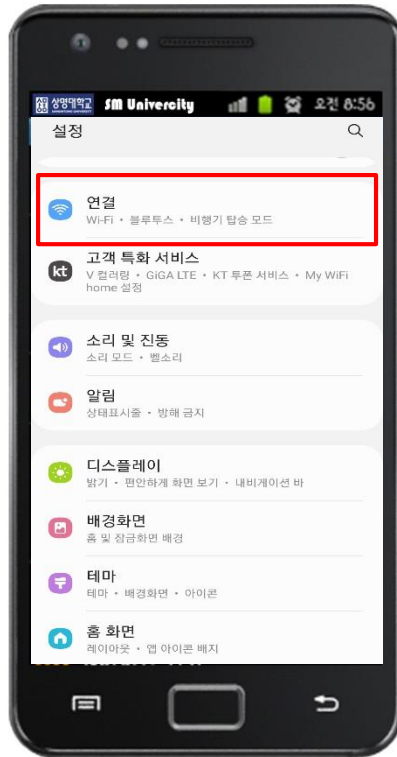 상명대학교 SM Univercity 오전 8:56
설정
연결
Wi-Fi • 블루투스 • 비행기 탑승 모드
kt
고객 특화 서비스
V 컬러링 • GiGA LTE • KT 투폰 서비스 • My WiFi
home 설정
소리 및 진동
소리 모드 • 벨소리
알림
상태표시줄 • 방해 금지
디스플레이
밝기 • 편안하게 화면 보기 • 내비게이션 바
배경화면
홈 및 잠금화면 배경
테마
테마 • 배경화면 • 아이콘
홈 화면
레이아웃 • 앱 아이콘 배지